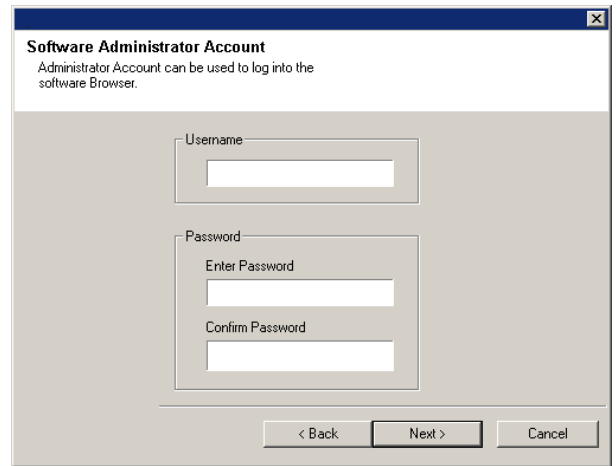 Software Administrator Account
Administrator Account can be used to log into the
software Browser.
Username
Password
Enter Password
Confirm Password
< Back
Next >
Cancel